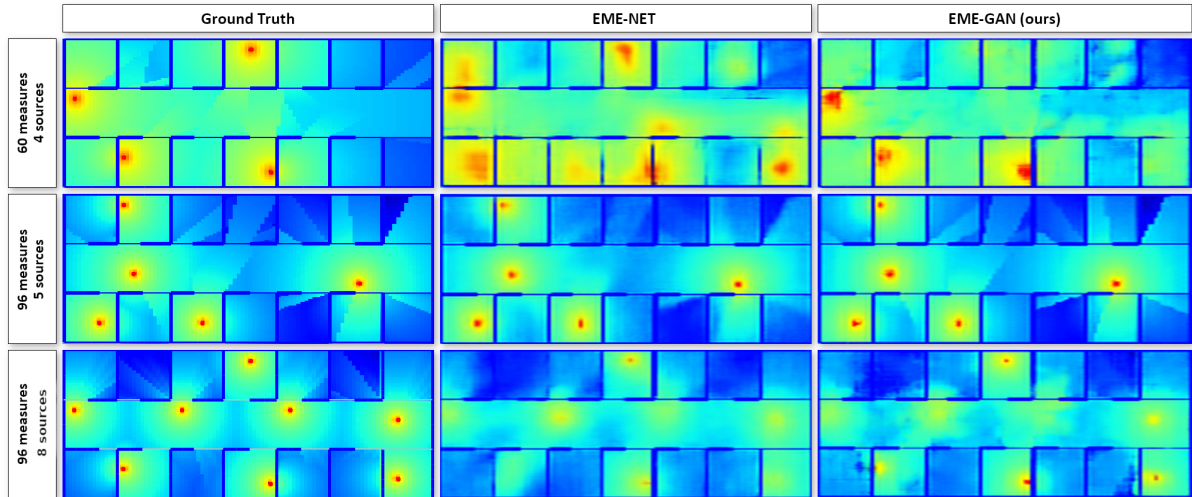 Ground Truth
EME-NET
EME-GAN (ours)
60 measures
4 sources
96 measures
5 sources
96 measures
8 sources